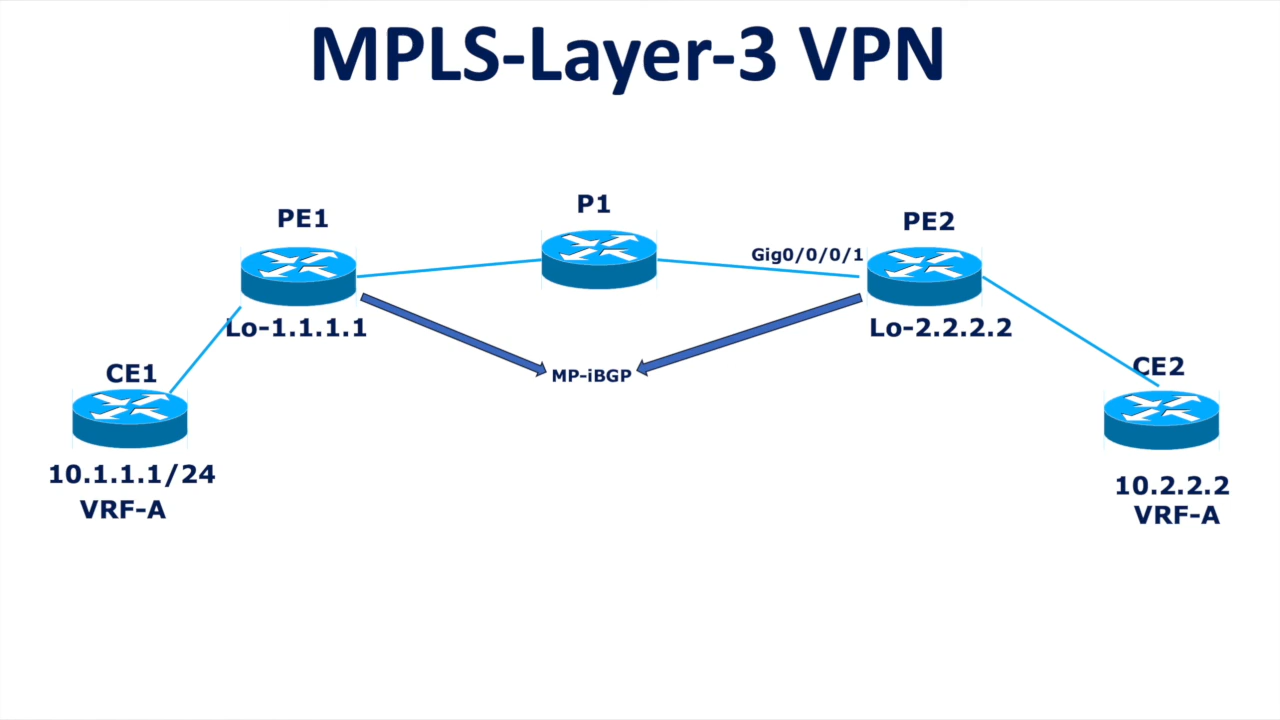 MPLS-Layer-3 VPN
P1
PE1
PE2
Gig0/0/0/1
Lo-1.1.1.1
Lo-2.2.2.2
CE1
MP-iBGP
CE2
10.1.1.1/24
VRF-A
10.2.2.2
VRF-A